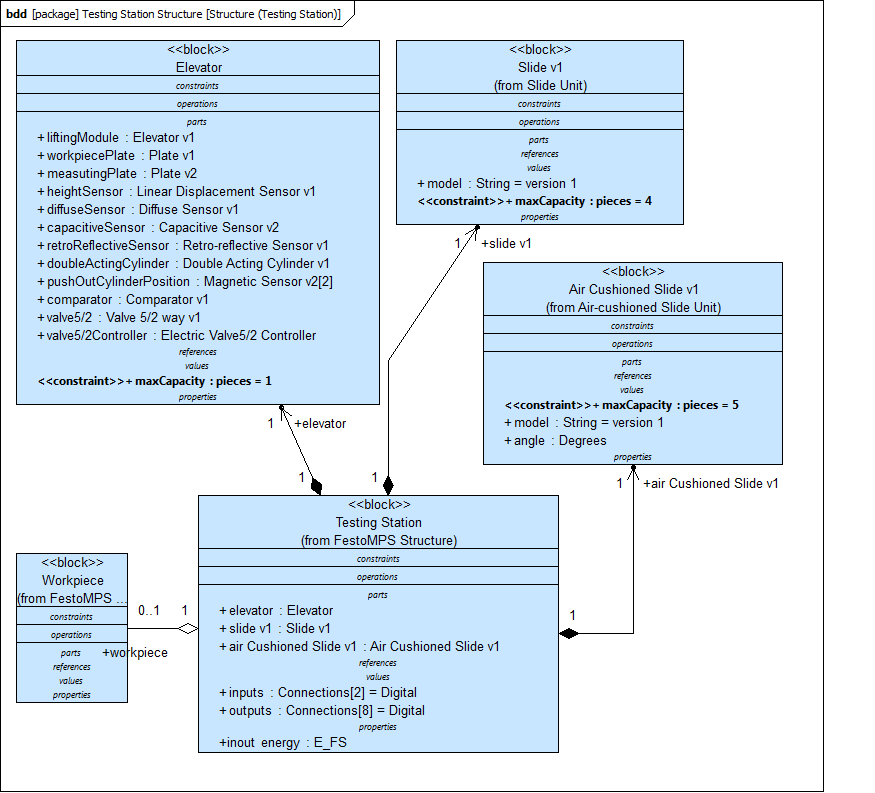 bdd [package] Testing Station Structure [Structure (Testing Station)]
<<block>>
Elevator
constraints
operations
parts
+ liftingModule : Elevator v1
+ workpiecePlate : Plate v1
+ measutingPlate : Plate v2
+ heightSensor : Linear Displacement Sensor v1
+ diffuseSensor : Diffuse Sensor v1
+ capacitiveSensor : Capacitive Sensor v2
+ retroReflectiveSensor : Retro-reflective Sensor v1
+ doubleActingCylinder : Double Acting Cylinder v1
+ pushOutCylinderPosition : Magnetic Sensor v2[2]
+ comparator : Comparator v1
+ valve5/2 : Valve 5/2 way v1
+ valve5/2Controller : Electric Valve5/2 Controller
references
values
<<constraint>> + maxCapacity : pieces = 1
properties
<<block>>
Slide v1
(from Slide Unit)
constraints
operations
parts
references
values
+ model : String = version 1
<<constraint>> + maxCapacity : pieces = 4
properties
1 +slide v1
<<block>>
Air Cushioned Slide v1
(from Air-cushioned Slide Unit)
constraints
operations
parts
references
values
<<constraint>> + maxCapacity : pieces = 5
+ model : String = version 1
+ angle : Degrees
properties
1 +elevator
1
1
1 +air Cushioned Slide v1
<<block>>
Testing Station
(from FestoMPS Structure)
constraints
operations
parts
+ elevator : Elevator
+ slide v1 : Slide v1
+ air Cushioned Slide v1 : Air Cushioned Slide v1
references
values
+ inputs : Connections[2] = Digital
+ outputs : Connections[8] = Digital
properties
+inout energy : E_FS
1
<<block>>
Workpiece
(from FestoMPS ...
constraints
operations
parts
references
values
properties
0..1 1
+workpiece